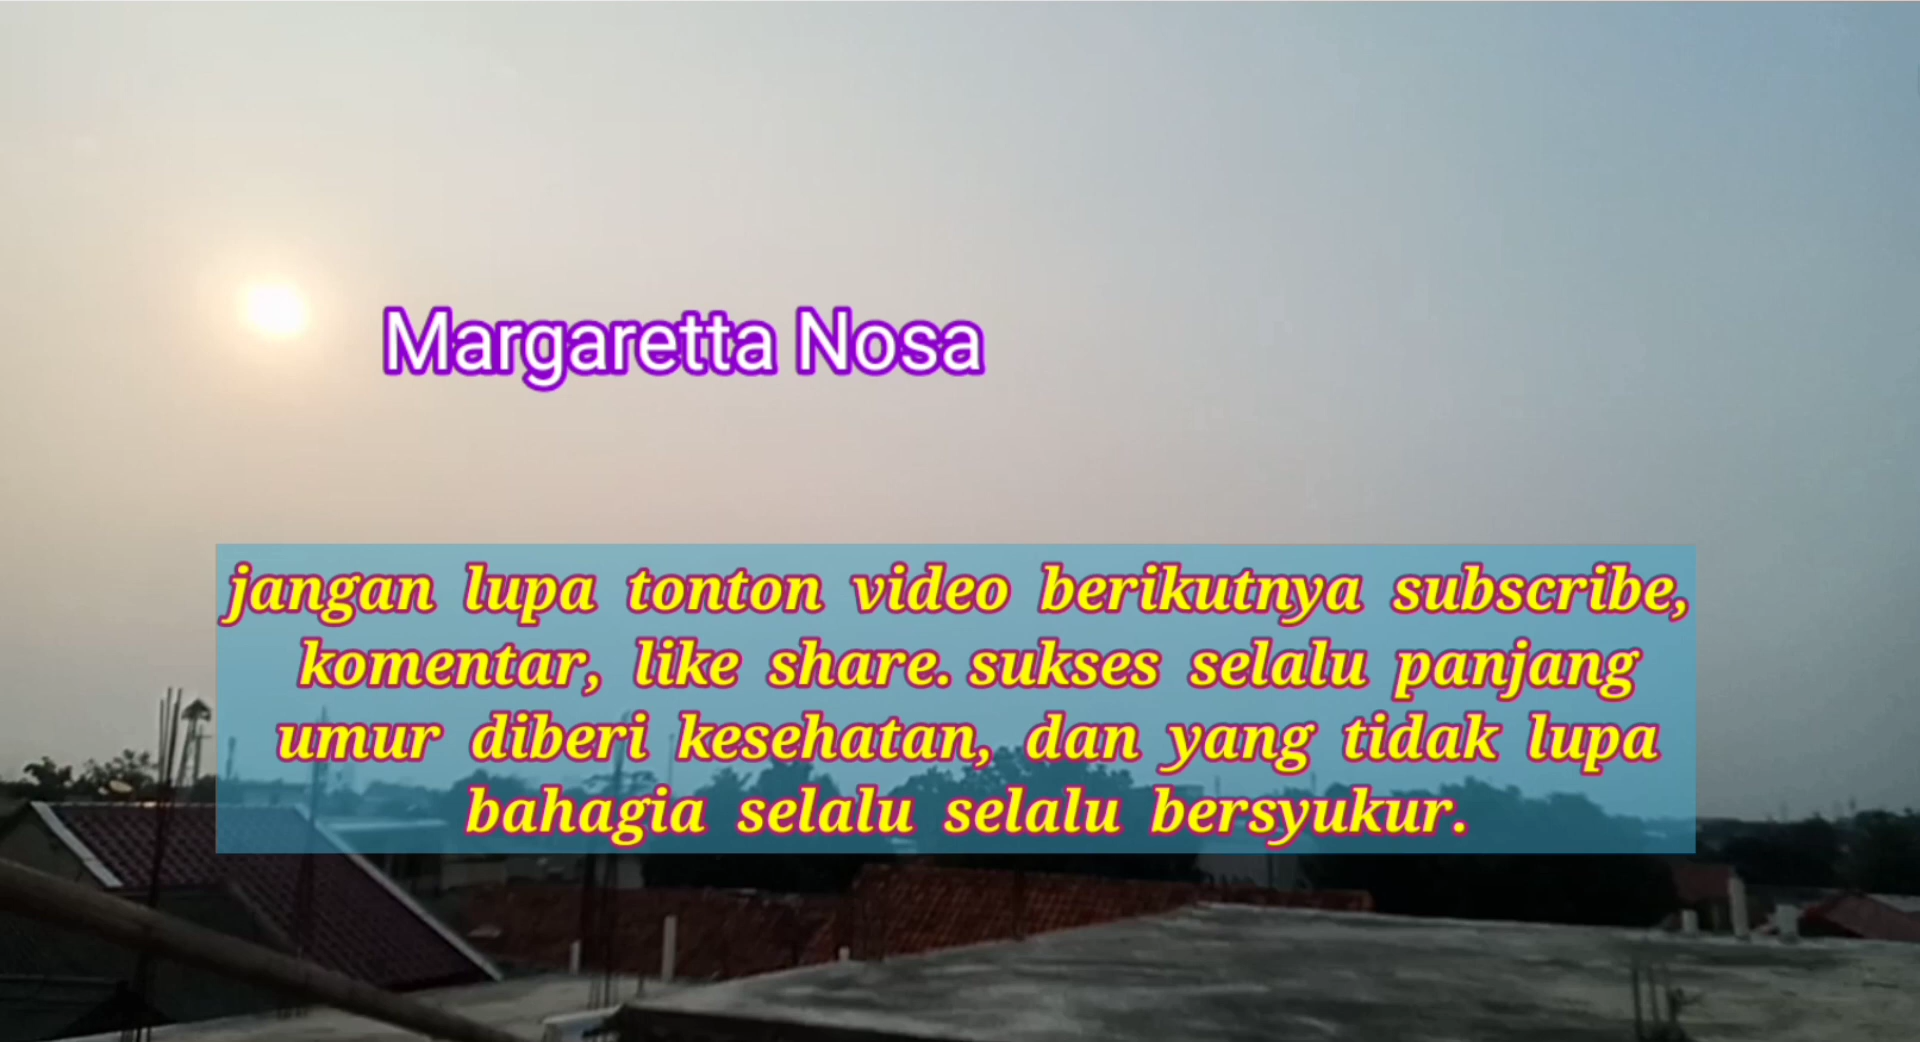 Margaretta Nosa
jangan lupa tonton video berikutnya subscribe,
komentar, like share. sukses selalu panjang
umur diberi kesehatan, dan yang tidak lupa
bahagia selalu selalu bersyukur.